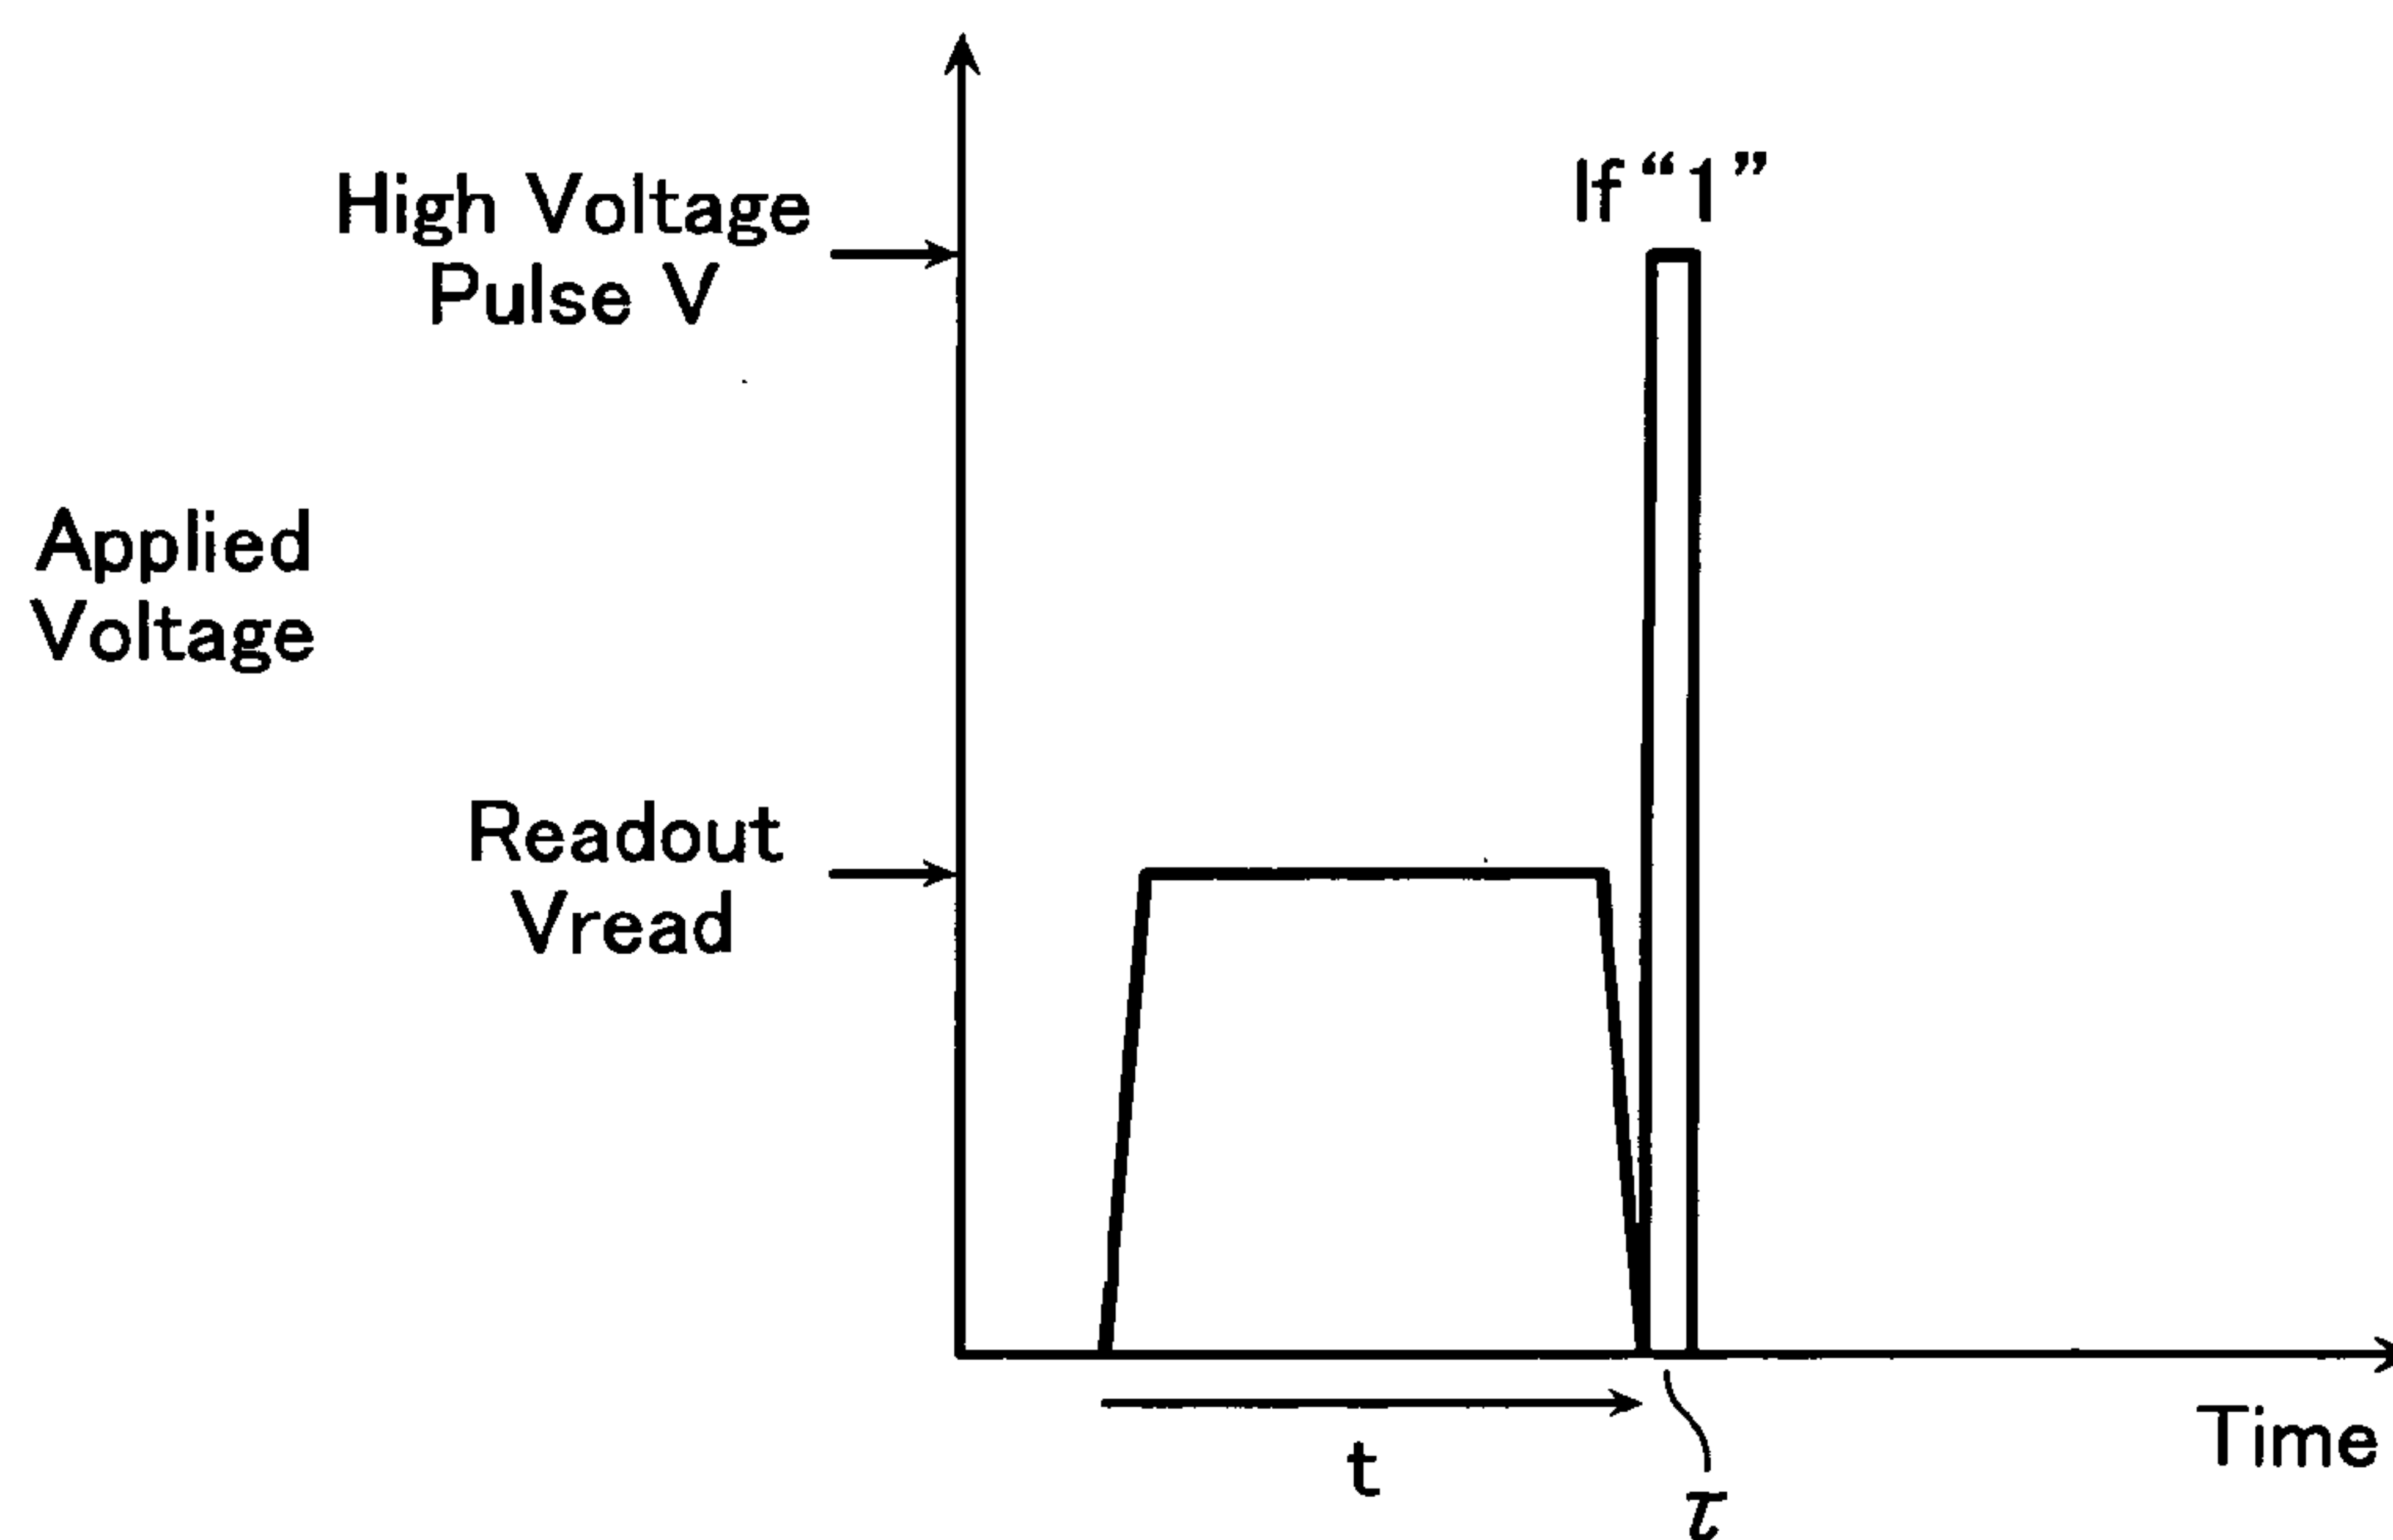 High Voltage
Pulse V
If “1”
Applied
Voltage
Readout
Vread
t
τ
Time